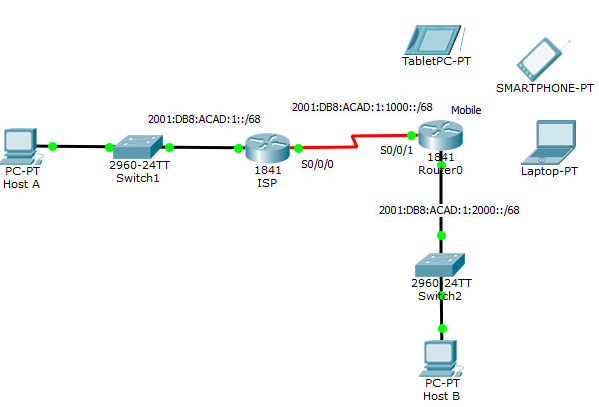 TabletPC-PT
SMARTPHONE-PT
2001:DB8:ACAD:1::/68
2001:DB8:ACAD:1:1000::/68
Mobile
PC-PT
Host A
2960-24TT
Switch1
1841
ISP
S0/0/0
S0/0/1
1841
Router0
Laptop-PT
2001:DB8:ACAD:1:2000::/68
2960-24TT
Switch2
PC-PT
Host B